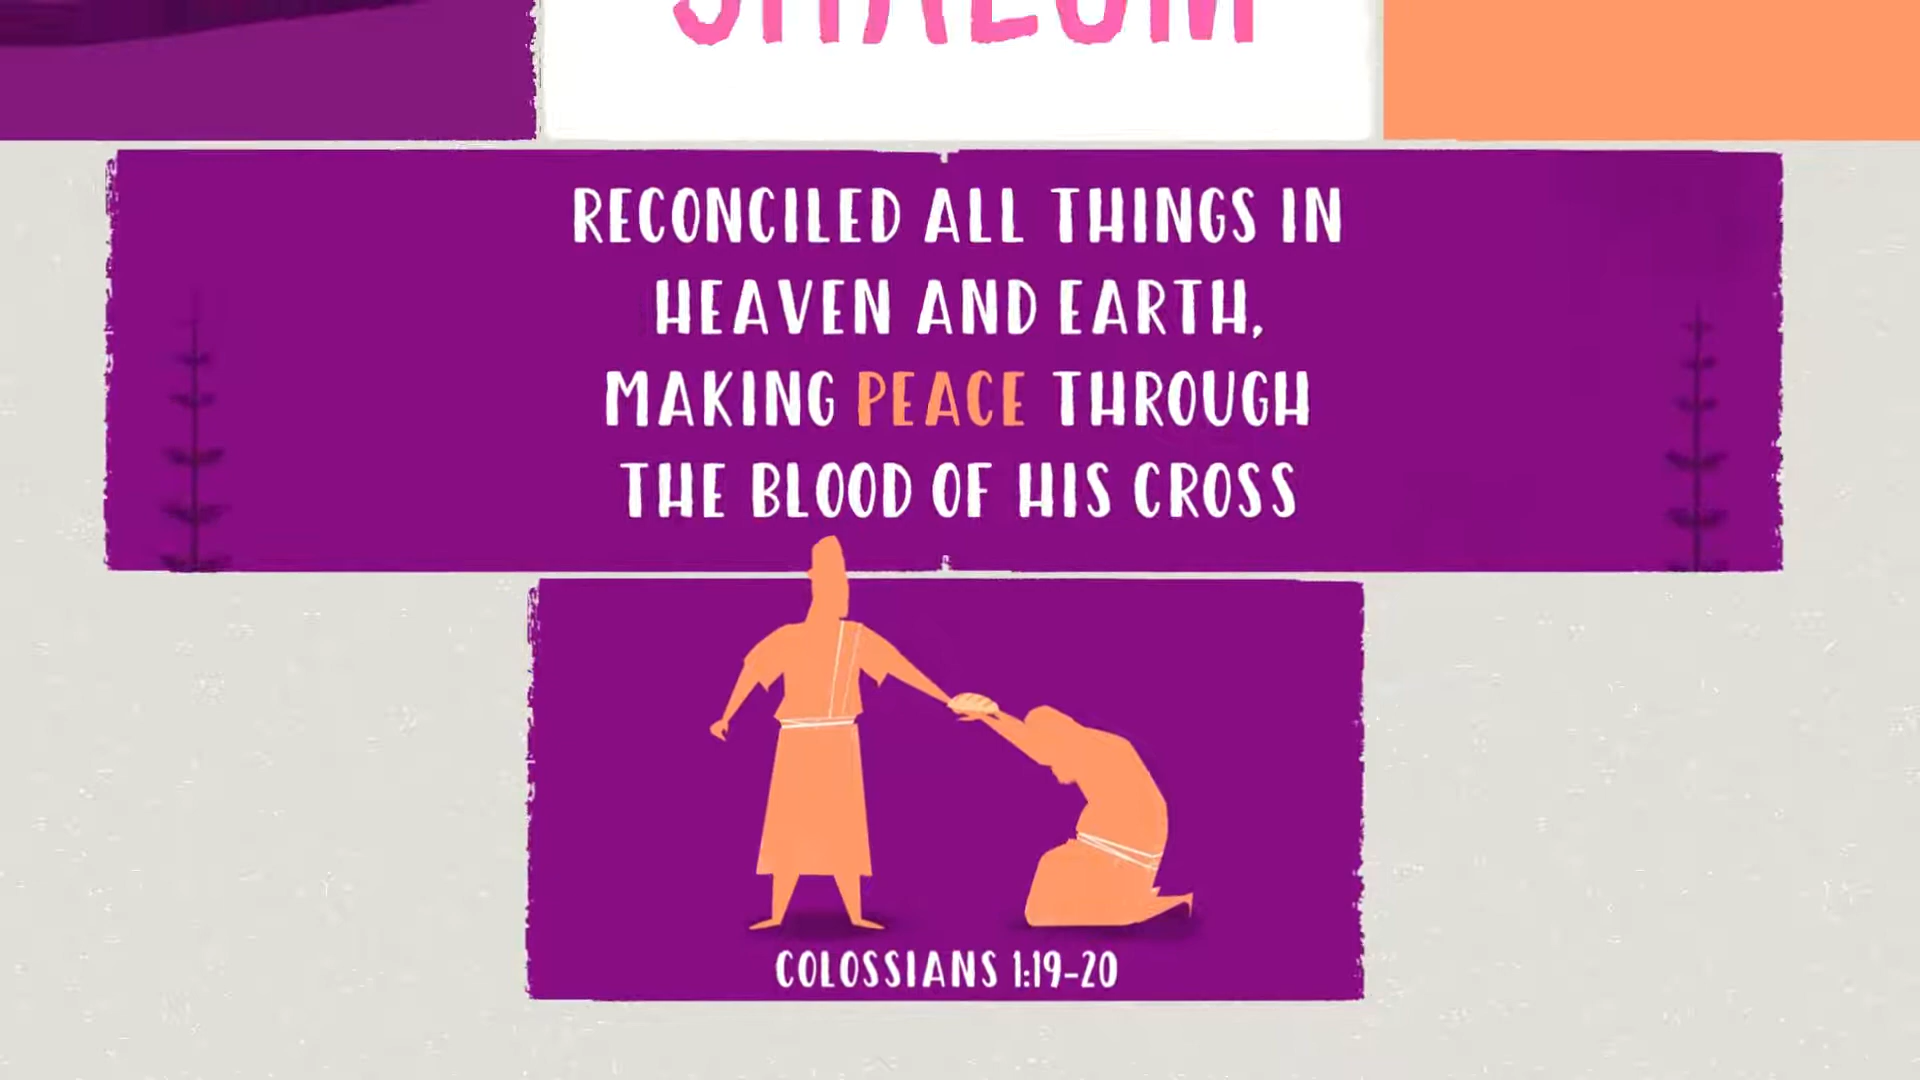 SHALOM
RECONCILED ALL THINGS IN
HEAVEN AND EARTH,
MAKING PEACE THROUGH
THE BLOOD OF HIS CROSS
COLOSSIANS 1:19-20